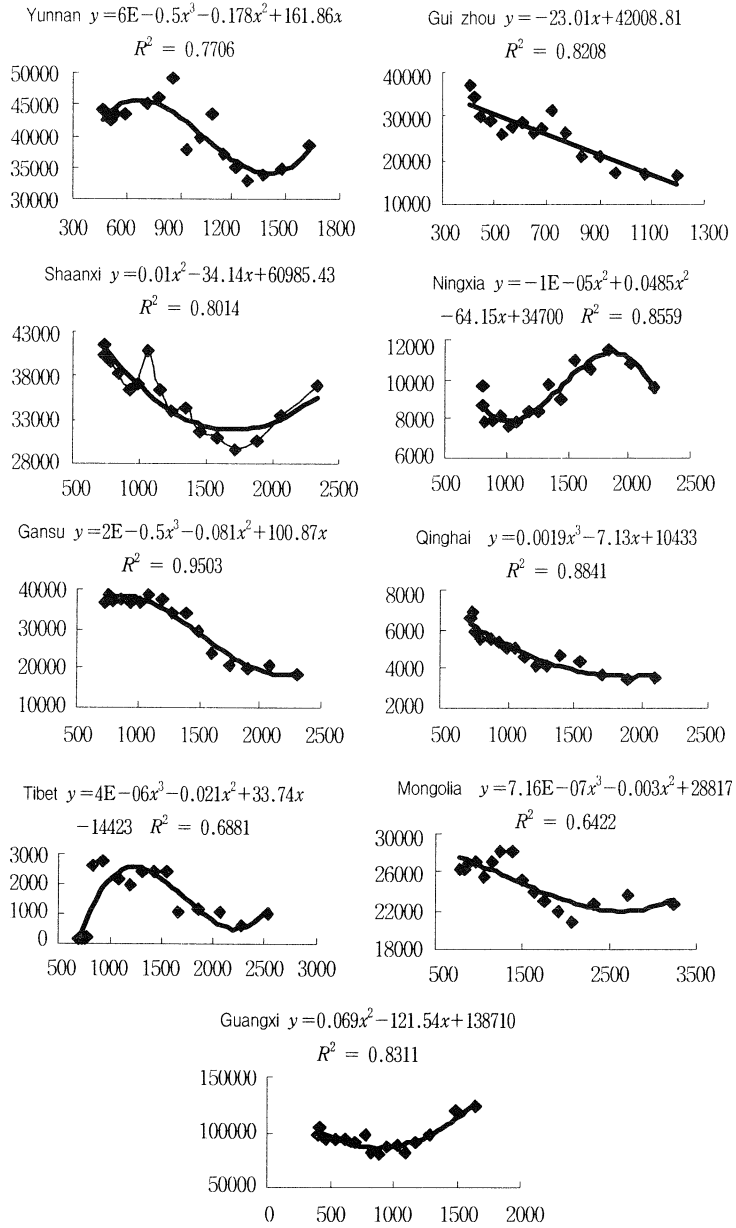 Yunnan y=6E−0.5x³−0.178x²+161.86x
R² = 0.7706
50000
45000
40000
35000
30000
300 600 900 1200 1500 1800
Gui zhou y=−23.01x+42008.81
R² = 0.8208
40000
30000
20000
10000
300 500 700 900 1100 1300
Shaanxi y=0.01x²−34.14x+60985.43
R² = 0.8014
43000
38000
33000
28000
500 1000 1500 2000 2500
Ningxia y=−1E−05x²+0.0485x²
−64.15x+34700 R² = 0.8559
12000
10000
8000
6000
500 1000 1500 2000 2500
Gansu y=2E−0.5x³−0.081x²+100.87x
R² = 0.9503
40000
30000
20000
10000
500 1000 1500 2000 2500
Qinghai y=0.0019x³−7.13x+10433
R² = 0.8841
8000
6000
4000
2000
500 1000 1500 2000 2500
Tibet y=4E−06x³−0.021x²+33.74x
−14423 R² = 0.6881
3000
2000
1000
0
500 1000 1500 2000 2500 3000
Mongolia y=7.16E−07x³−0.003x²+28817
R² = 0.6422
30000
26000
22000
18000
500 1500 2500 3500
Guangxi y=0.069x²−121.54x+138710
R² = 0.8311
150000
100000
50000
0 500 1000 1500 2000